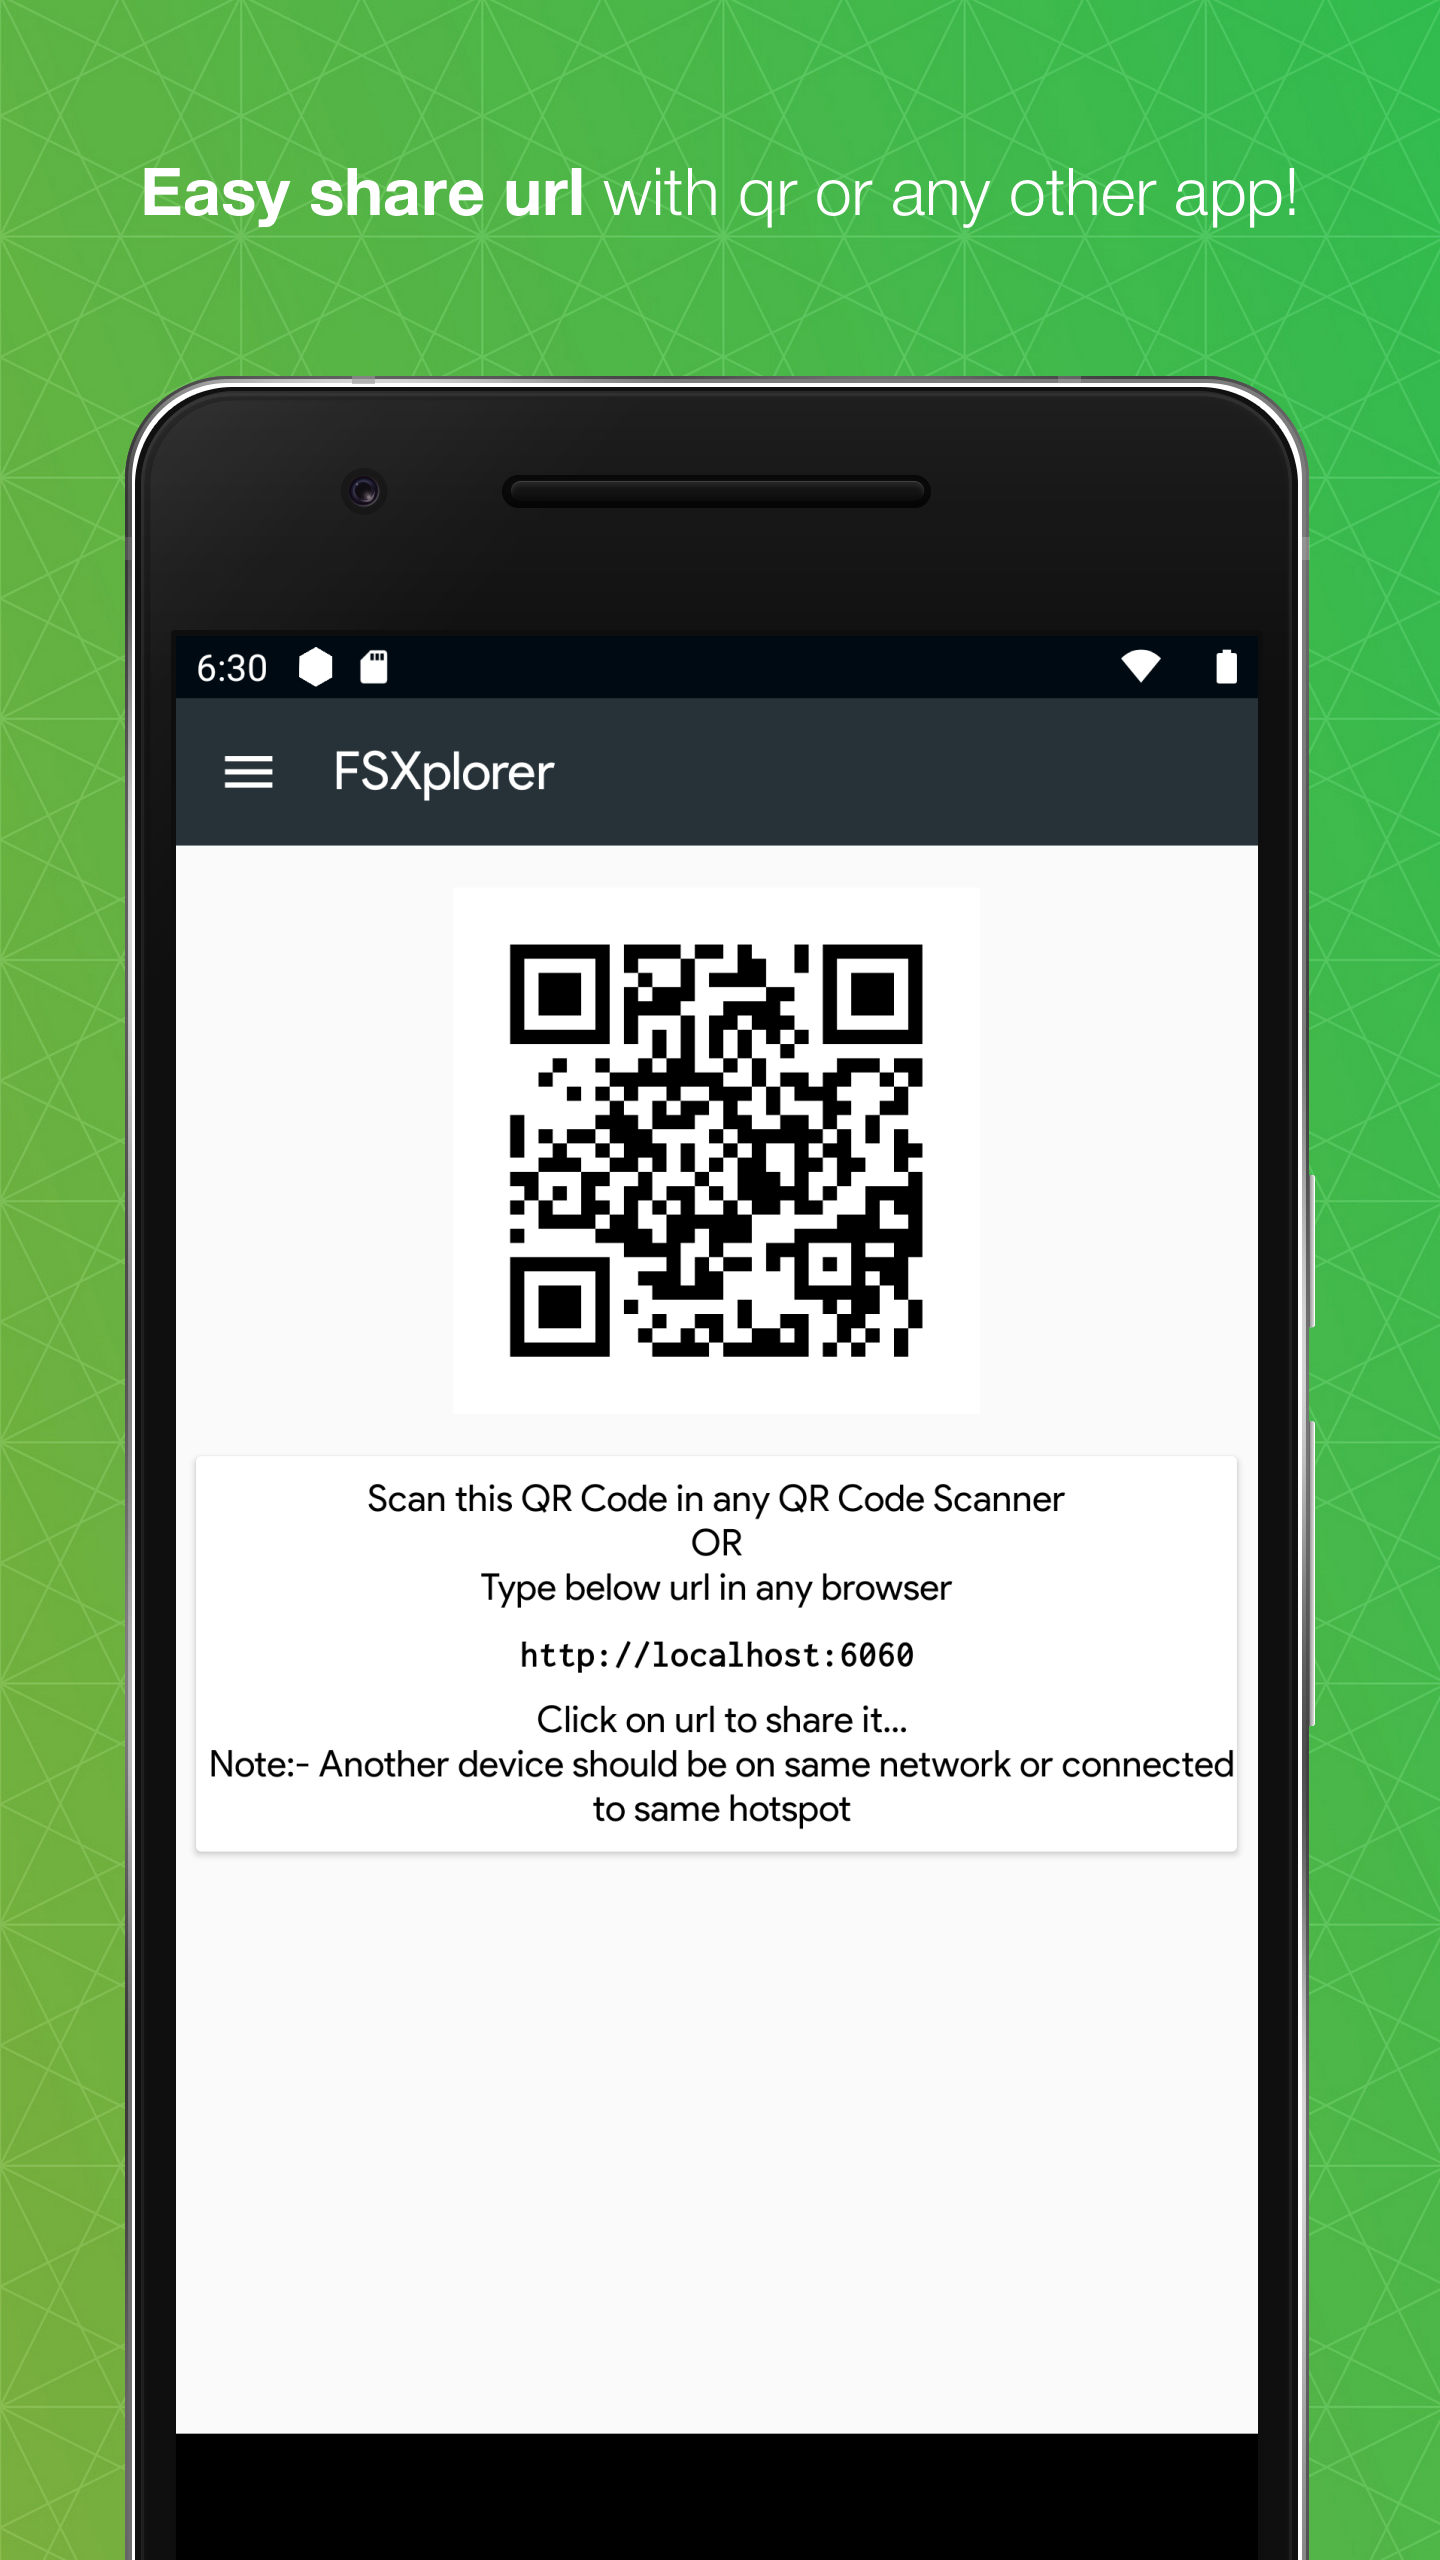 Easy share url with qr or any other app!
6:30
FSXplorer
Scan this QR Code in any QR Code Scanner
OR
Type below url in any browser
http://localhost:6060
Click on url to share it...
Note:- Another device should be on same network or connected
to same hotspot